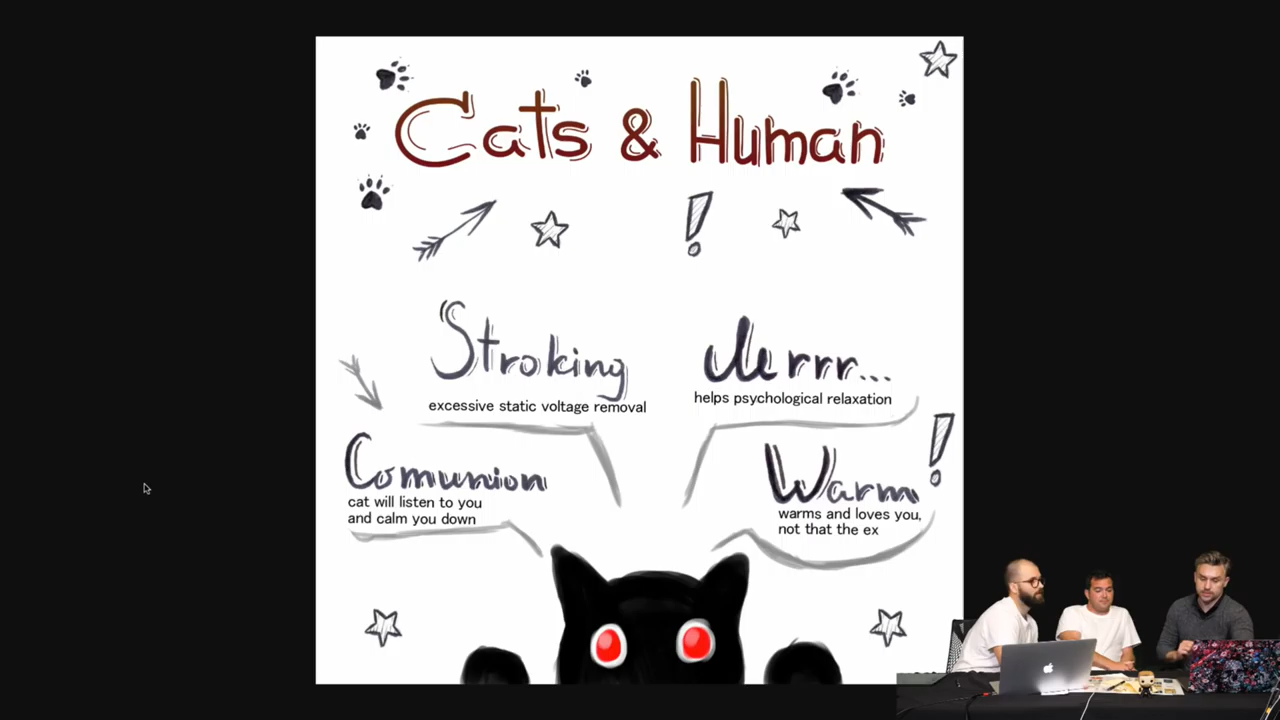 Cats & Human
Stroking
excessive static voltage removal
Murrr...
helps psychological relaxation
Comunion
cat will listen to you
and calm you down
Warm
warms and loves you,
not that the ex